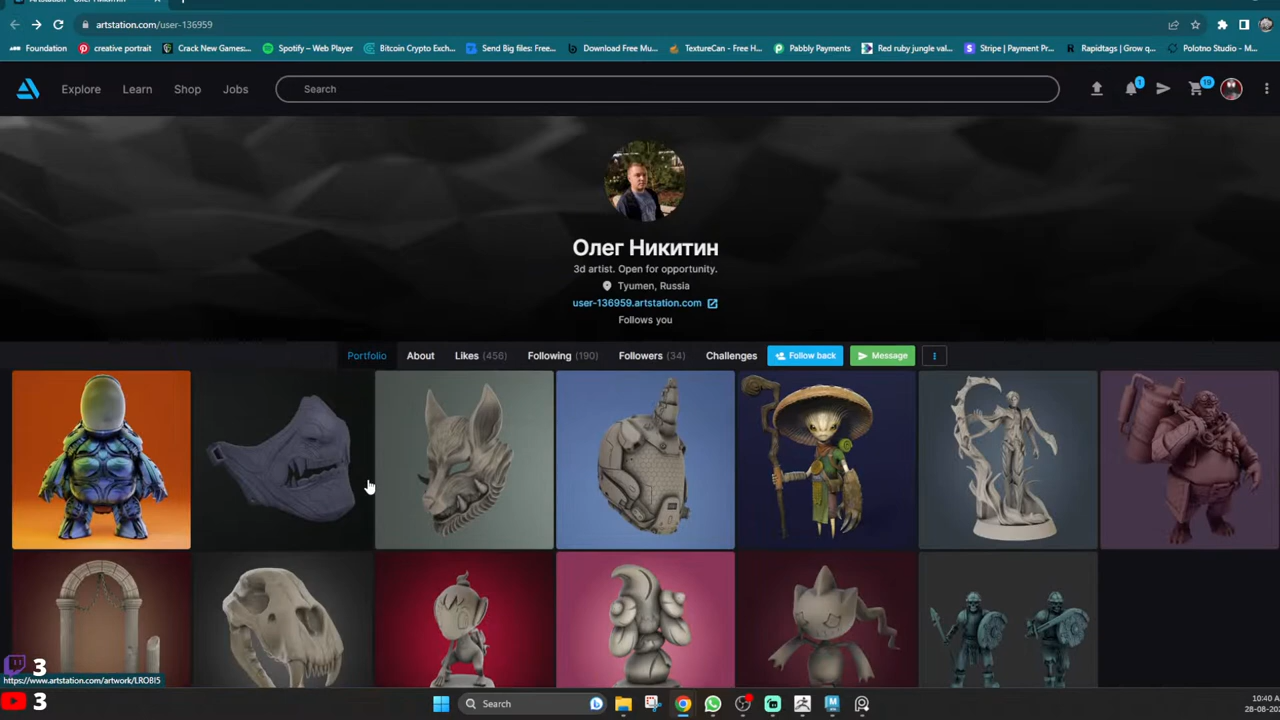 artstation.com/user-136959
Foundation
creative portrait
Crack New Games:...
Spotify – Web Player
Bitcoin Crypto Exch...
Send Big files: Free...
Download Free Mu...
TextureCan - Free H...
Pabbly Payments
Red ruby jungle val...
Stripe | Payment Pr...
Rapidtags | Grow q...
Polotno Studio - M...
Explore
Learn
Shop
Jobs
Search
1
19
Олег Никитин
3d artist. Open for opportunity.
Tyumen, Russia
user-136959.artstation.com
Follows you
Portfolio
About
Likes (456)
Following (190)
Followers (34)
Challenges
Follow back
Message
3
https://www.artstation.com/artwork/LROBl5
3
Search
10:40 A
28-08-202